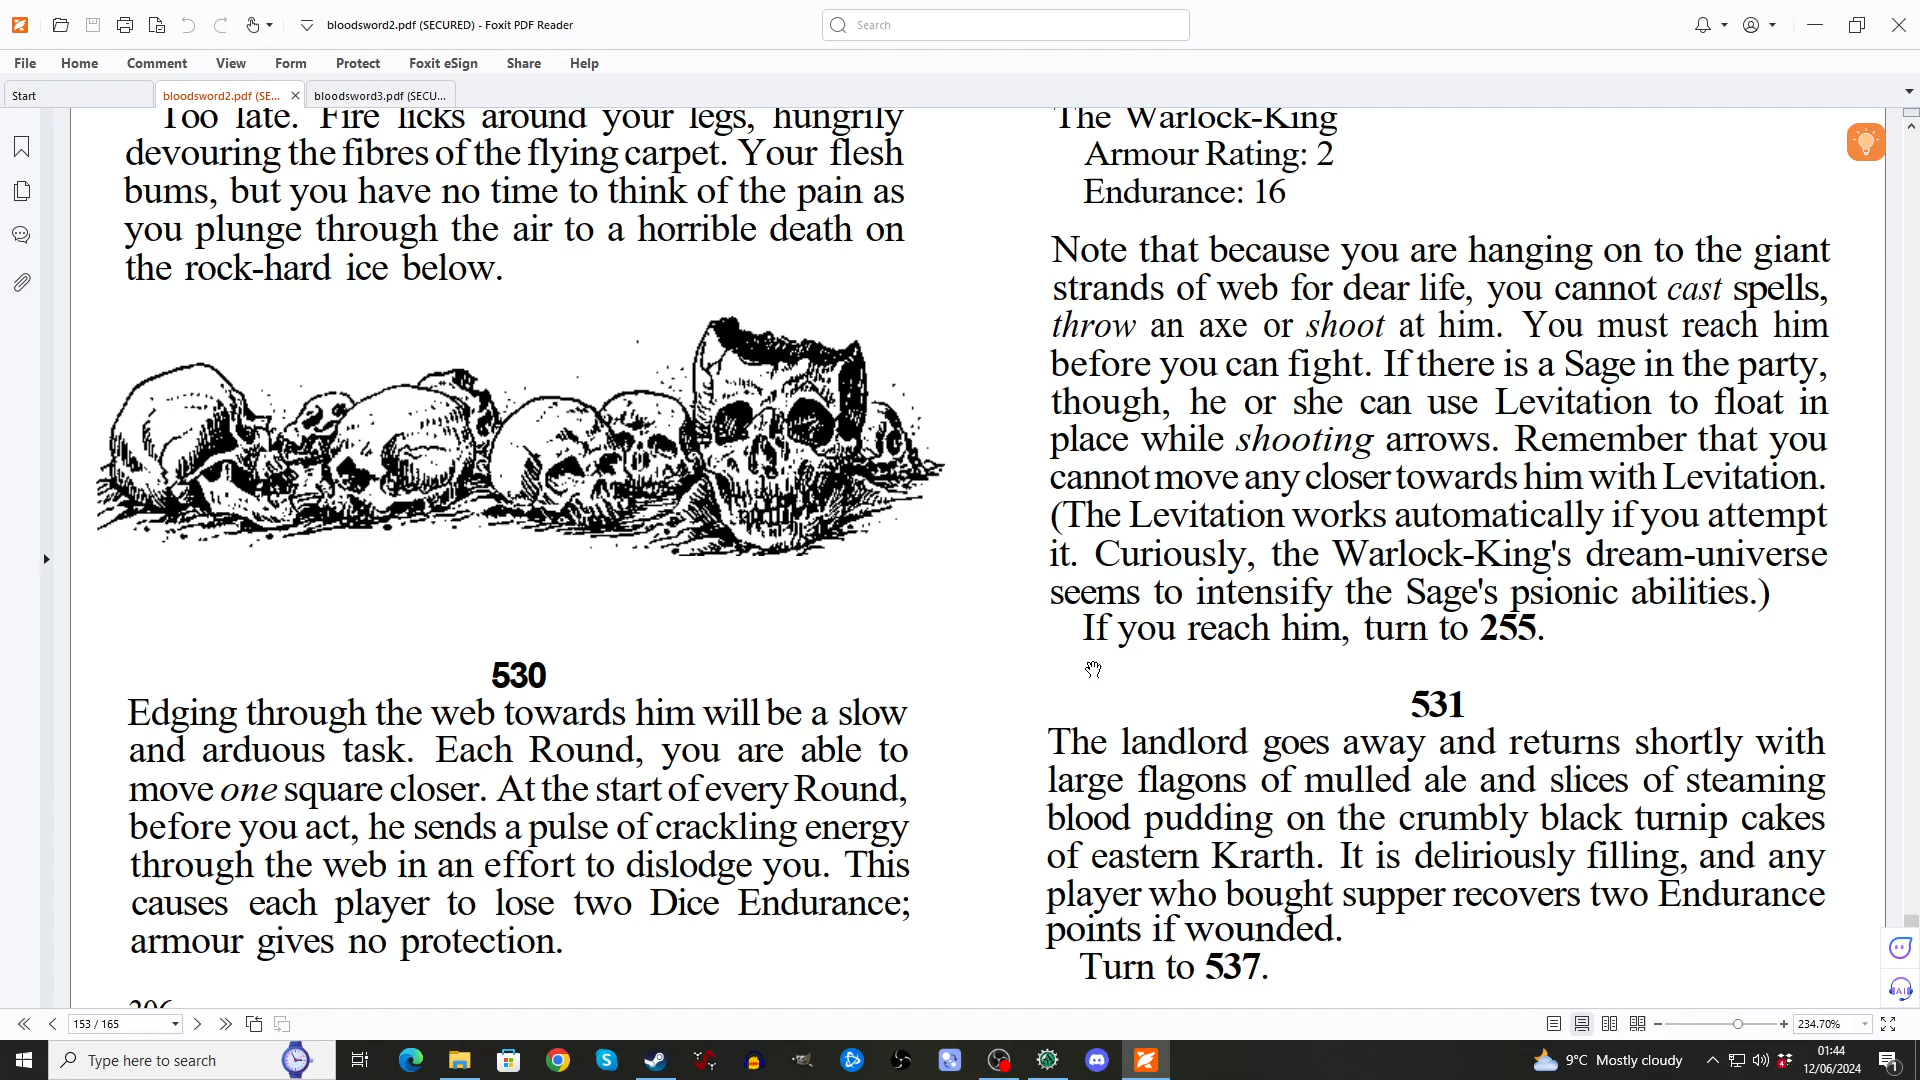 bloodsword2.pdf (SECURED) - Foxit PDF Reader
Search
File Home Comment View Form Protect Foxit eSign Share Help
Start
bloodsword2.pdf (SE...
bloodsword3.pdf (SECU...
Too late. Fire licks around your legs, hungrily
devouring the fibres of the flying carpet. Your flesh
bums, but you have no time to think of the pain as
you plunge through the air to a horrible death on
the rock-hard ice below.
530
Edging through the web towards him will be a slow
and arduous task. Each Round, you are able to
move one square closer. At the start of every Round,
before you act, he sends a pulse of crackling energy
through the web in an effort to dislodge you. This
causes each player to lose two Dice Endurance;
armour gives no protection.
206
The Warlock-King
Armour Rating: 2
Endurance: 16
Note that because you are hanging on to the giant
strands of web for dear life, you cannot cast spells,
throw an axe or shoot at him. You must reach him
before you can fight. If there is a Sage in the party,
though, he or she can use Levitation to float in
place while shooting arrows. Remember that you
cannot move any closer towards him with Levitation.
(The Levitation works automatically if you attempt
it. Curiously, the Warlock-King's dream-universe
seems to intensify the Sage's psionic abilities.)
If you reach him, turn to 255.
531
The landlord goes away and returns shortly with
large flagons of mulled ale and slices of steaming
blood pudding on the crumbly black turnip cakes
of eastern Krarth. It is deliriously filling, and any
player who bought supper recovers two Endurance
points if wounded.
Turn to 537.
AI
153 / 165
234.70%
Type here to search
9°C Mostly cloudy
01:44
12/06/2024
1